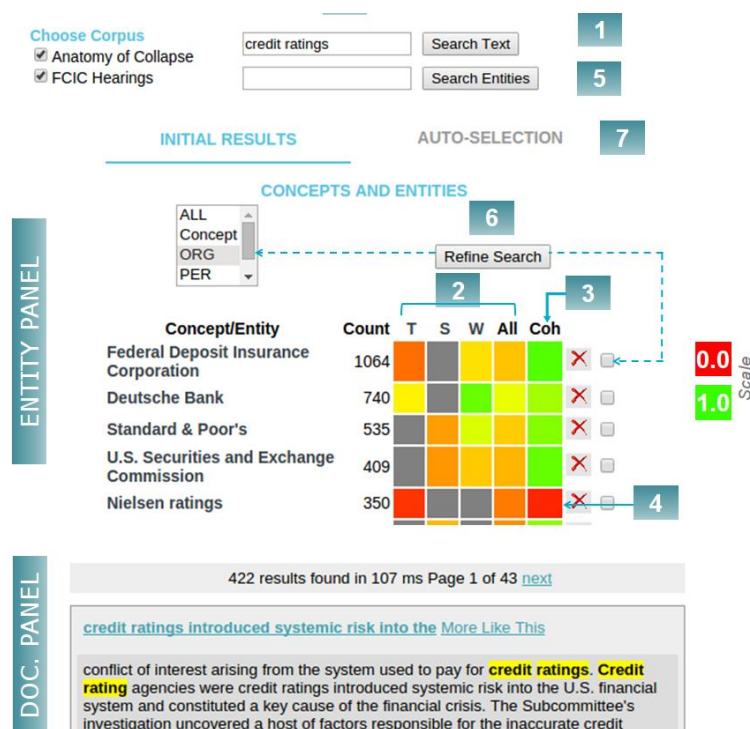 Choose Corpus
Anatomy of Collapse
FCIC Hearings
credit ratings
Search Text
1
Search Entities
5
INITIAL RESULTS
AUTO-SELECTION
7
CONCEPTS AND ENTITIES
ALL
Concept
ORG
PER
6
Refine Search
2
3
ENTITY PANEL
Concept/Entity Count T S W All Coh
Federal Deposit Insurance
Corporation
1064
Deutsche Bank 740
Standard & Poor's 535
U.S. Securities and Exchange
Commission
409
Nielsen ratings 350
4
0.0
1.0
Scale
DOC. PANEL
422 results found in 107 ms Page 1 of 43 next
credit ratings introduced systemic risk into the More Like This
conflict of interest arising from the system used to pay for credit ratings. Credit
rating agencies were credit ratings introduced systemic risk into the U.S. financial
system and constituted a key cause of the financial crisis. The Subcommittee's
investigation uncovered a host of factors responsible for the inaccurate credit